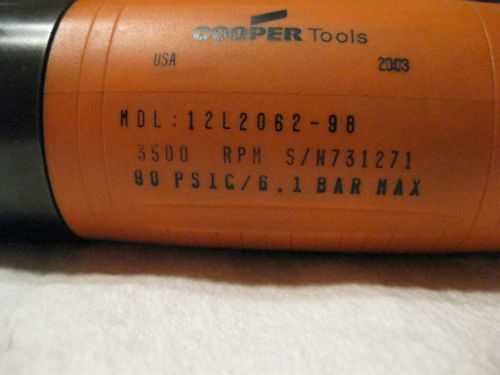 COOPER Tools
USA 2003
MDL:12L2062-98
3500 RPM S/N731271
90 PSIG/6.1 BAR MAX